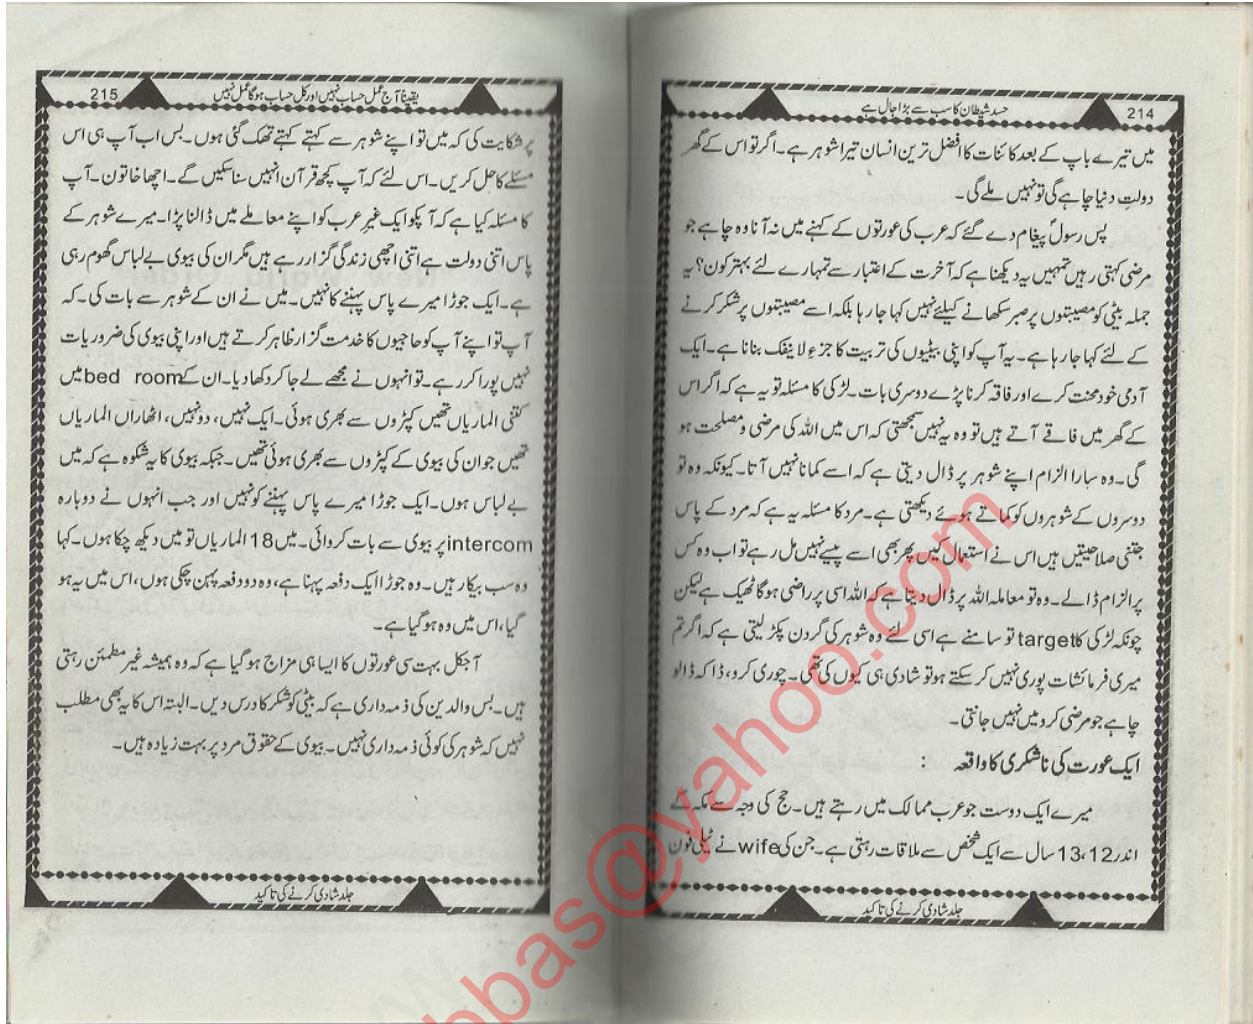 214
حسد شیطان کا سب سے بڑا جال ہے
میں تیرے باپ کے بعد کائنات کا افضل ترین انسان تیرا شوہر ہے۔ اگر تو اس کے گھر
دولتِ دنیا چاہے گی تو نہیں ملے گی۔
پس رسولؐ پیغام دے گئے کہ عرب کی عورتوں کے کہنے میں نہ آنا وہ چاہے جو
مرضی کہتی رہیں تمہیں یہ دیکھنا ہے کہ آخرت کے اعتبار سے تمہارے لئے بہتر کون؟ یہ
جملہ بیٹی کو مصیبتوں پر صبر سکھانے کیلئے نہیں کہا جا رہا بلکہ اسے مصیبتوں پر شکر کرنے
کے لئے کہا جا رہا ہے۔ یہ آپ کو اپنی بیٹیوں کی تربیت کا جزءِ لاینفک بنانا ہے۔ ایک
آدمی خود محنت کرے اور فاقہ کرنا پڑے دوسری بات۔ لڑکی کا مسئلہ تو یہ ہے کہ اگر اس
کے گھر میں فاقے آتے ہیں تو وہ یہ نہیں سمجھتی کہ اس میں اللہ کی مرضی و مصلحت ہو
گی۔ وہ سارا الزام اپنے شوہر پر ڈال دیتی ہے کہ اسے کمانا نہیں آتا۔ کیونکہ وہ تو
دوسروں کے شوہروں کو کماتے ہوئے دیکھتی ہے۔ مرد کا مسئلہ یہ ہے کہ مرد کے پاس
جتنی صلاحیتیں ہیں اس نے استعمال کیں پھر بھی اسے پیسے نہیں مل رہے تو اب وہ کس
پر الزام ڈالے۔ وہ تو معاملہ اللہ پر ڈال دیتا ہے کہ اللہ اسی پر راضی ہو گا ٹھیک ہے لیکن
چونکہ لڑکی کا target تو سامنے ہے اسی لئے وہ شوہر کی گردن پکڑ لیتی ہے کہ اگر تم
میری فرمائشات پوری نہیں کر سکتے ہو تو شادی ہی کیوں کی تھی۔ چوری کرو، ڈاکہ ڈالو
چاہے جو مرضی کرو میں نہیں جانتی۔
ایک عورت کی ناشکری کا واقعہ :
میرے ایک دوست جو عرب ممالک میں رہتے ہیں۔ حج کی وجہ سے مکہ کے
اندر 12، 13 سال سے ایک شخص سے ملاقات رہتی ہے۔ جن کی wife نے ٹیلی فون
جلد شادی کرنے کی تاکید
215
یقیناً آج عمل حساب نہیں اور کل حساب ہوگا عمل نہیں
پر شکایت کی کہ میں تو اپنے شوہر سے کہتے کہتے تھک گئی ہوں۔ بس اب آپ ہی اس
مسئلے کا حل کریں۔ اس لئے کہ آپ کچھ قرآن انہیں سنا سکیں گے۔ اچھا خاتون۔ آپ
کا مسئلہ کیا ہے کہ آپکو ایک غیر عرب کو اپنے معاملے میں ڈالنا پڑا۔ میرے شوہر کے
پاس اتنی دولت ہے اتنی اچھی زندگی گزار رہے ہیں مگر ان کی بیوی بے لباس گھوم رہی
ہے۔ ایک جوڑا میرے پاس پہننے کا نہیں۔ میں نے ان کے شوہر سے بات کی۔ کہ
آپ تو اپنے آپ کو حاجیوں کا خدمت گزار ظاہر کرتے ہیں اور اپنی بیوی کی ضروریات
نہیں پورا کر رہے۔ تو انہوں نے مجھے لے جا کر دکھا دیا۔ ان کے bed room میں
کتنی الماریاں تھیں کپڑوں سے بھری ہوئی۔ ایک نہیں، دو نہیں، اٹھاراں الماریاں
تھیں جو ان کی بیوی کے کپڑوں سے بھری ہوئی تھیں۔ جبکہ بیوی کا یہ شکوہ ہے کہ میں
بے لباس ہوں۔ ایک جوڑا میرے پاس پہننے کو نہیں اور جب انہوں نے دوبارہ
intercom پر بیوی سے بات کروائی۔ میں 18 الماریاں تو میں دیکھ چکا ہوں۔ کہا
وہ سب بیکار ہیں۔ وہ جوڑا ایک دفعہ پہنا ہے، وہ دو دفعہ پہن چکی ہوں، اس میں یہ ہو
گیا، اس میں وہ ہو گیا ہے۔
آجکل بہت سی عورتوں کا ایسا ہی مزاج ہو گیا ہے کہ وہ ہمیشہ غیر مطمئن رہتی
ہیں۔ بس والدین کی ذمہ داری ہے کہ بیٹی کو شکر کا درس دیں۔ البتہ اس کا یہ بھی مطلب
نہیں کہ شوہر کی کوئی ذمہ داری نہیں۔ بیوی کے حقوق مرد پر بہت زیادہ ہیں۔
جلد شادی کرنے کی تاکید
bbas@yahoo.com